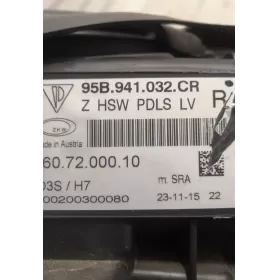 95B.941.032.CR
Z HSW PDLS LV
ZKW
Made in Austria
60.72.000.10
D3S / H7
m. SRA
00200300080
23-11-15 22